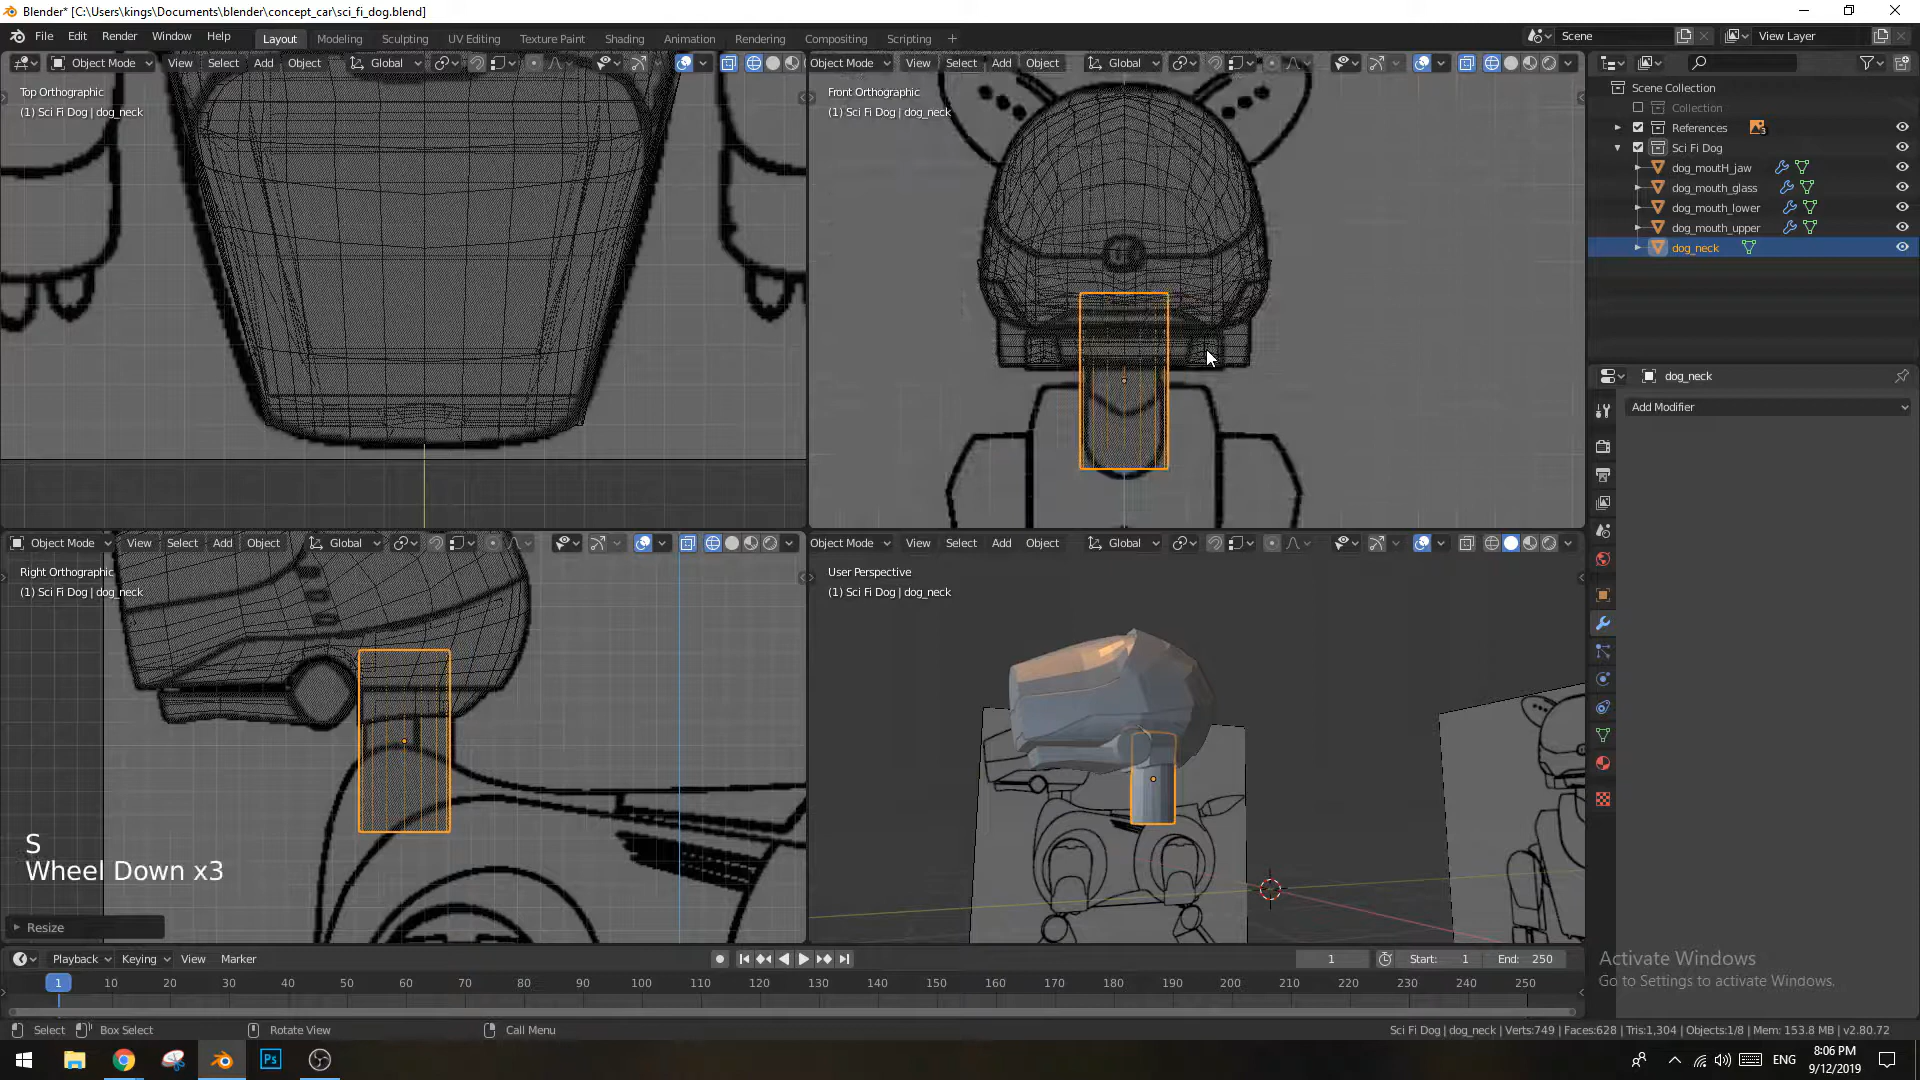 Blender* [C:\Users\kings\Documents\blender\concept_car\sci_fi_dog.blend]
File Edit Render Window Help Layout Modeling Sculpting UV Editing Texture Paint Shading Animation Rendering Compositing Scripting Scene View Layer
Object Mode View Select Add Object Global
Object Mode View Select Add Object Global
Top Orthographic
(1) Sci Fi Dog | dog_neck
Front Orthographic
(1) Sci Fi Dog | dog_neck
Scene Collection
Collection
References 3
Sci Fi Dog
dog_moutH_jaw
dog_mouth_glass
dog_mouth_lower
dog_mouth_upper
dog_neck
dog_neck
Add Modifier
Object Mode View Select Add Object Global
Object Mode View Select Add Object Global
Right Orthographic
(1) Sci Fi Dog | dog_neck
User Perspective
(1) Sci Fi Dog | dog_neck
S
Wheel Down x3
Resize
Playback Keying View Marker 1 Start: 1 End: 250
1 10 20 30 40 50 60 70 80 90 100 110 120 130 140 150 160 170 180 190 200 210 220 230 240 250
Activate Windows
Go to Settings to activate Windows.
Select Box Select Rotate View Call Menu Sci Fi Dog | dog_neck | Verts:749 | Faces:628 | Tris:1,304 | Objects:1/8 | Mem: 153.8 MB | v2.80.72
Ps ENG
8:06 PM
9/12/2019